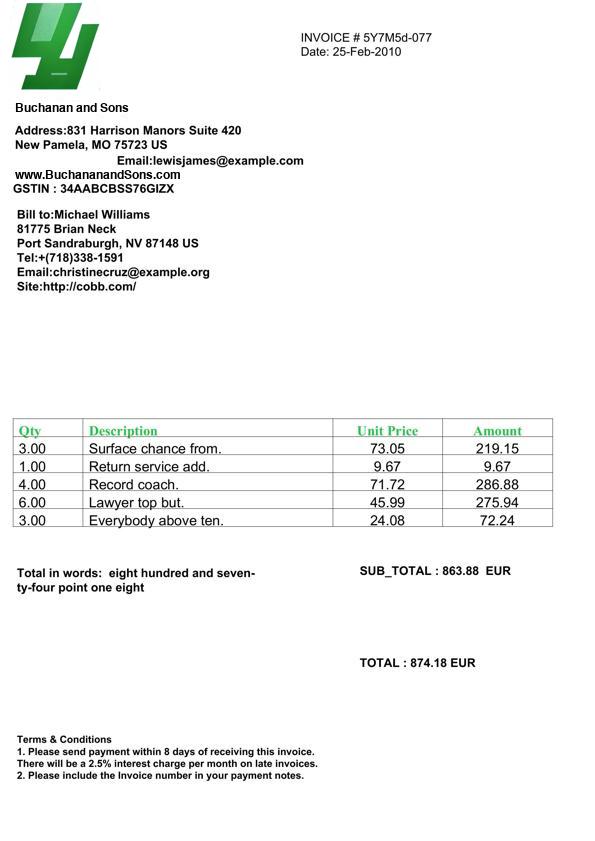 INVOICE # 5Y7M5d-077
Date: 25-Feb-2010
Buchanan and Sons
Address:831 Harrison Manors Suite 420
New Pamela, MO 75723 US
Email:lewisjames@example.com
www.BuchananandSons.com
GSTIN : 34AABCBSS76GIZX
Bill to:Michael Williams
81775 Brian Neck
Port Sandraburgh, NV 87148 US
Tel:+(718)338-1591
Email:christinecruz@example.org
Site:http://cobb.com/
Qty Description Unit Price Amount
3.00 Surface chance from. 73.05 219.15
1.00 Return service add. 9.67 9.67
4.00 Record coach. 71.72 286.88
6.00 Lawyer top but. 45.99 275.94
3.00 Everybody above ten. 24.08 72.24
SUB_TOTAL : 863.88 EUR
Total in words: eight hundred and seven-
ty-four point one eight
TOTAL : 874.18 EUR
Terms & Conditions
1. Please send payment within 8 days of receiving this invoice.
There will be a 2.5% interest charge per month on late invoices.
2. Please include the Invoice number in your payment notes.